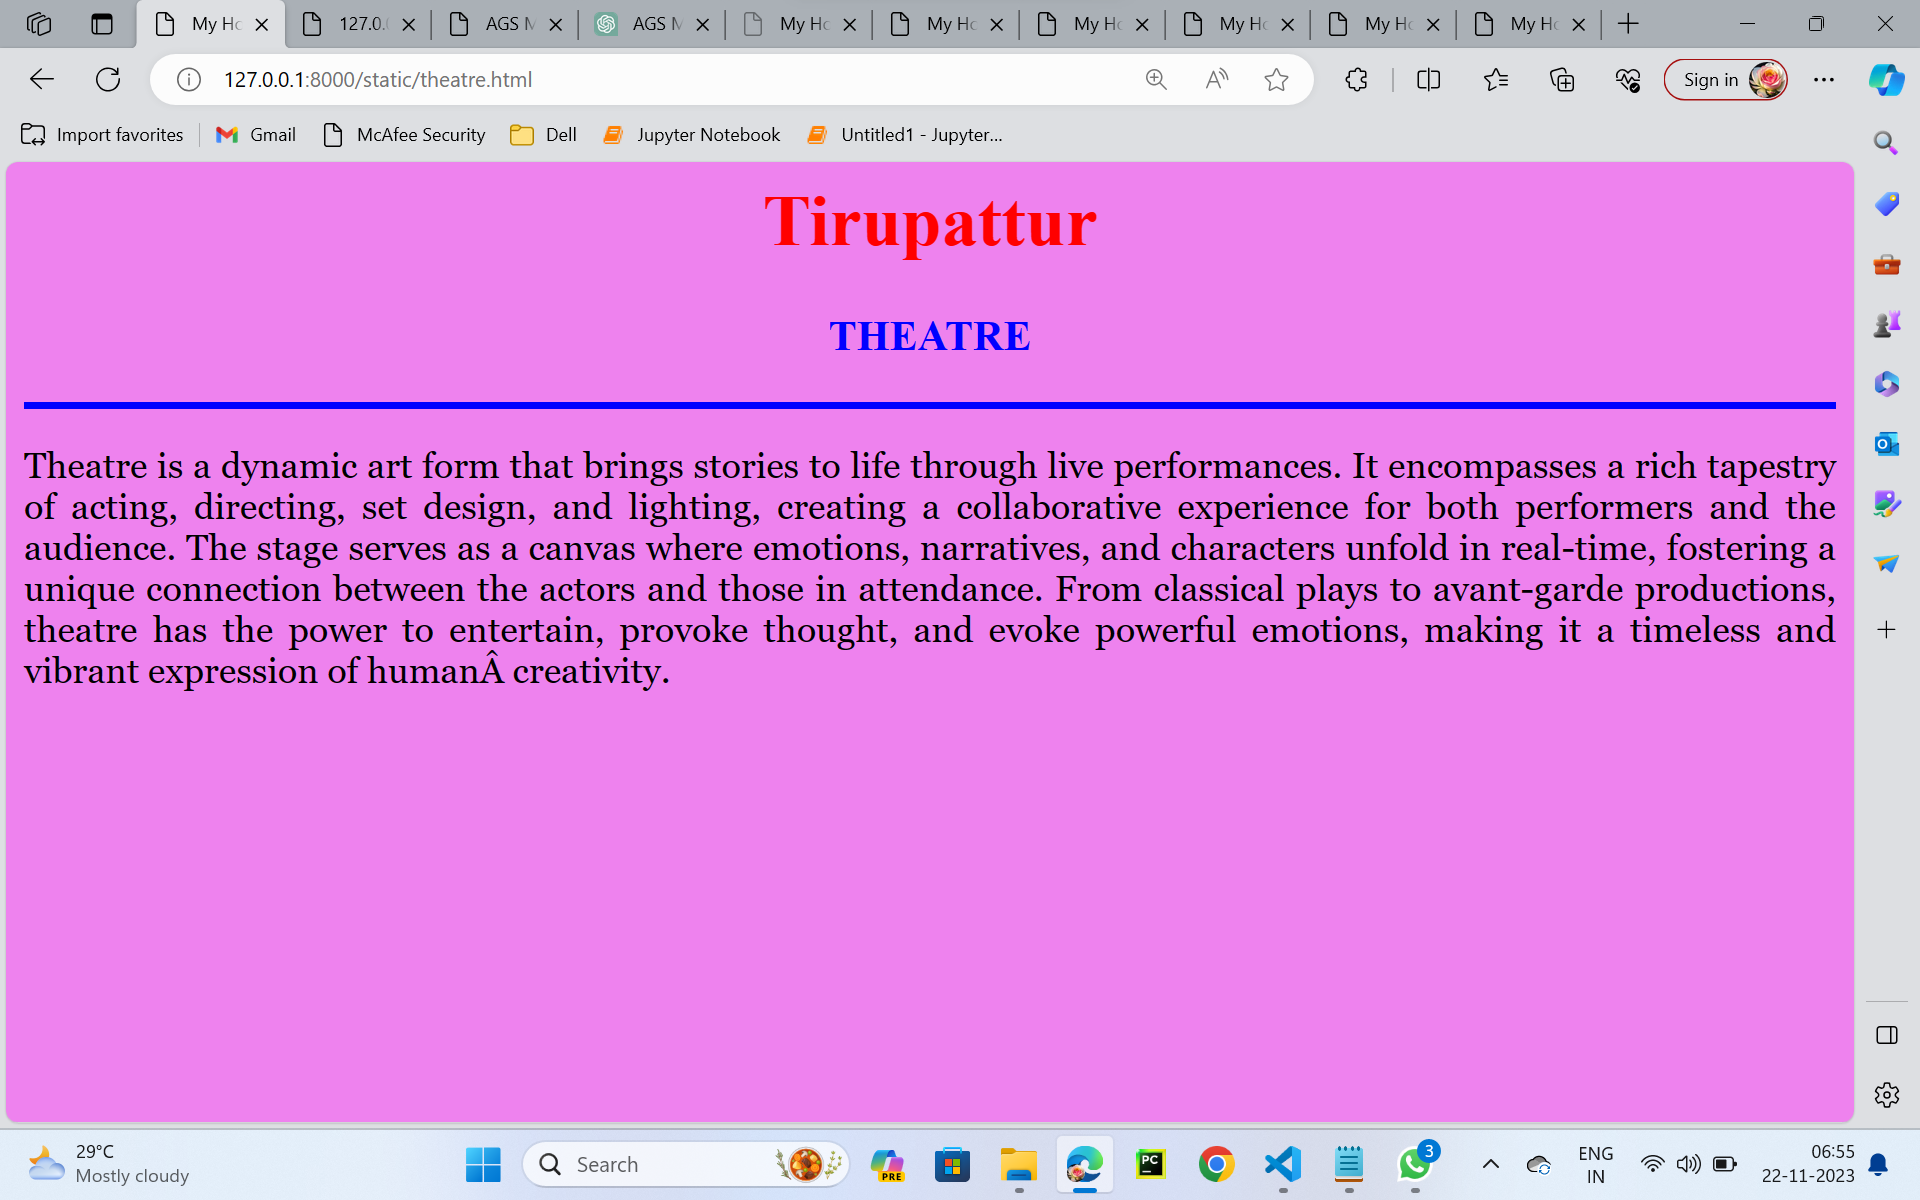 My Ho
127.0.
AGS M
AGS M
My Ho
My Ho
My Ho
My Ho
My Ho
My Ho
127.0.0.1:8000/static/theatre.html
Sign in
Import favorites
Gmail
McAfee Security
Dell
Jupyter Notebook
Untitled1 - Jupyter...
Tirupattur
THEATRE
Theatre is a dynamic art form that brings stories to life through live performances. It encompasses a rich tapestry
of acting, directing, set design, and lighting, creating a collaborative experience for both performers and the
audience. The stage serves as a canvas where emotions, narratives, and characters unfold in real-time, fostering a
unique connection between the actors and those in attendance. From classical plays to avant-garde productions,
theatre has the power to entertain, provoke thought, and evoke powerful emotions, making it a timeless and
vibrant expression of humanÂ creativity.
29°C
Mostly cloudy
Search
PRE
PC
3
ENG
IN
06:55
22-11-2023